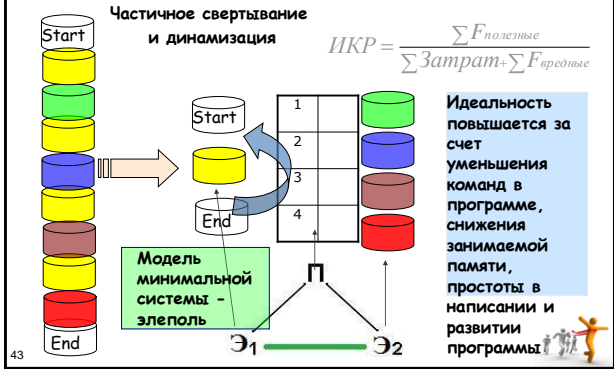 Частичное свертывание
и динамизация
ИКР = ∑Fполезные / ∑Затрат+∑Fвредные
Start
End
Start
End
1
2
3
4
Модель
минимальной
системы -
элеполь
П
Э1
Э2
Идеальность
повышается за
счет
уменьшения
команд в
программе,
снижения
занимаемой
памяти,
простоты в
написании и
развитии
программы
43